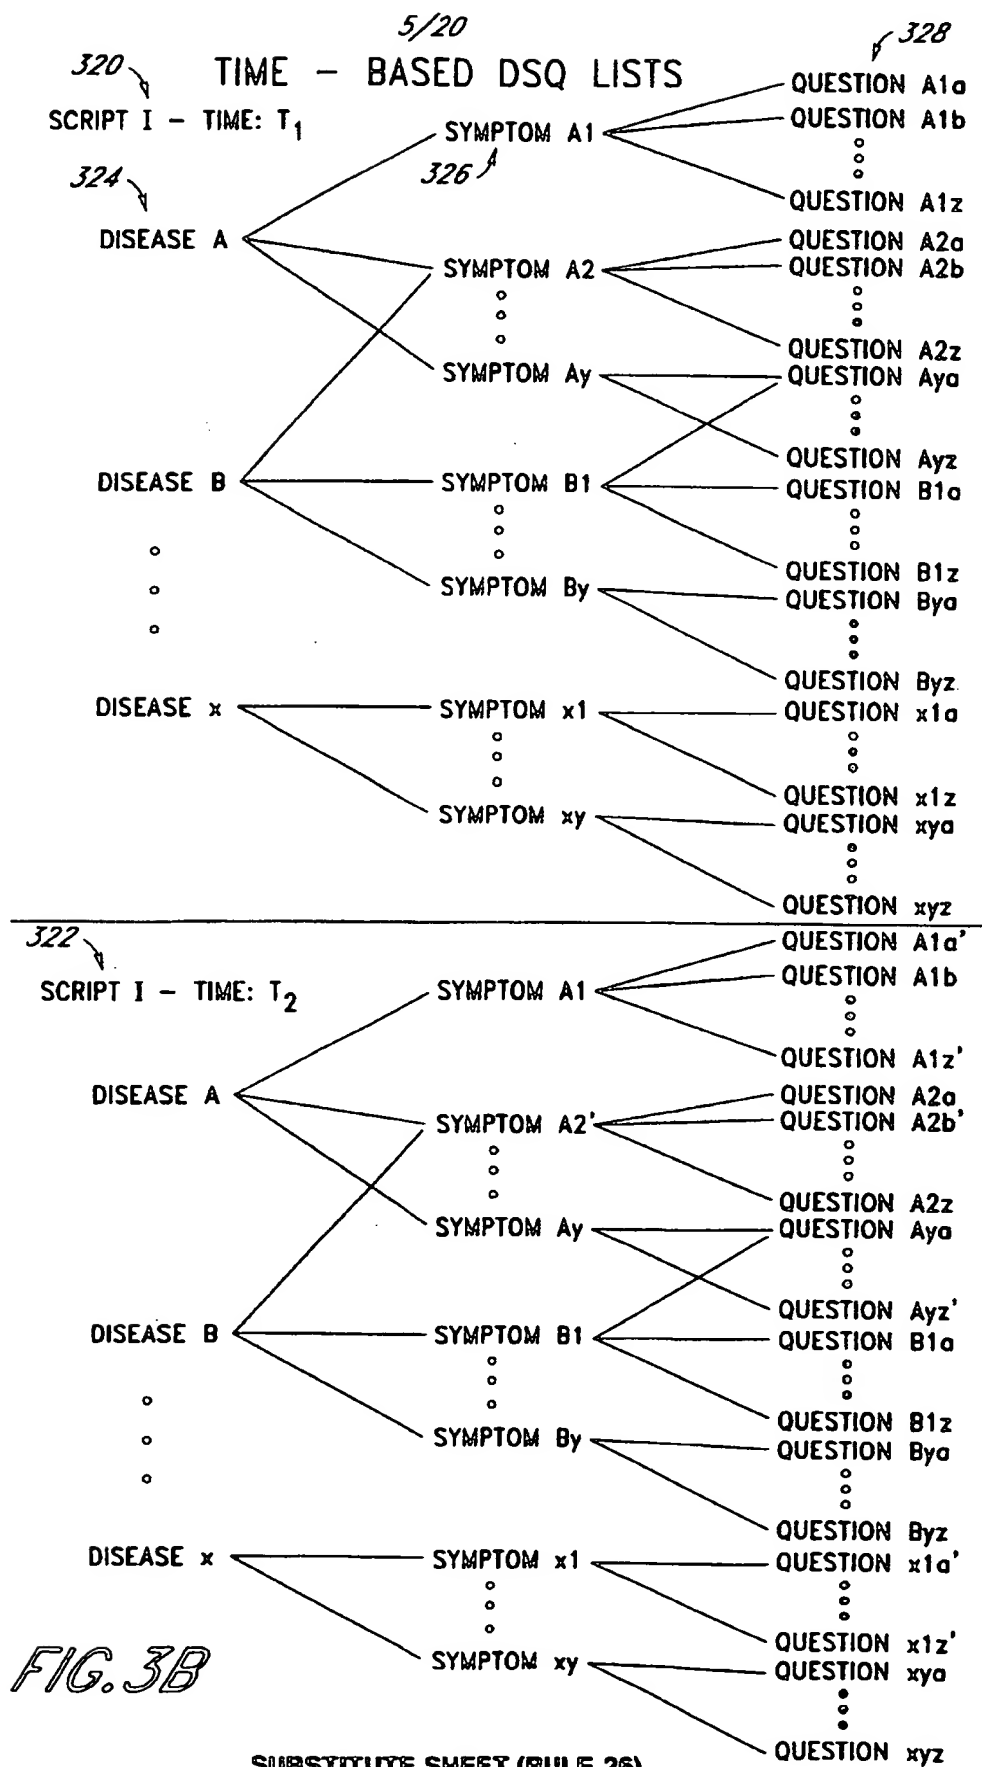 5/20
328
320
TIME - BASED DSQ LISTS
QUESTION A1a
SCRIPT I - TIME: T1
QUESTION A1b
SYMPTOM A1
326
324
QUESTION A1z
DISEASE A
QUESTION A2a
SYMPTOM A2
QUESTION A2b
QUESTION A2z
SYMPTOM Ay
QUESTION Aya
QUESTION Ayz
DISEASE B
SYMPTOM B1
QUESTION B1a
QUESTION B1z
SYMPTOM By
QUESTION Bya
QUESTION Byz
DISEASE x
SYMPTOM x1
QUESTION x1a
QUESTION x1z
SYMPTOM xy
QUESTION xya
QUESTION xyz
322
QUESTION A1a'
SCRIPT I - TIME: T2
SYMPTOM A1
QUESTION A1b
QUESTION A1z'
DISEASE A
QUESTION A2a
SYMPTOM A2'
QUESTION A2b'
QUESTION A2z
SYMPTOM Ay
QUESTION Aya
QUESTION Ayz'
DISEASE B
SYMPTOM B1
QUESTION B1a
QUESTION B1z
SYMPTOM By
QUESTION Bya
QUESTION Byz
DISEASE x
SYMPTOM x1
QUESTION x1a'
QUESTION x1z'
FIG. 3B
SYMPTOM xy
QUESTION xya
QUESTION xyz
SUBSTITUTE SHEET (RULE 26)